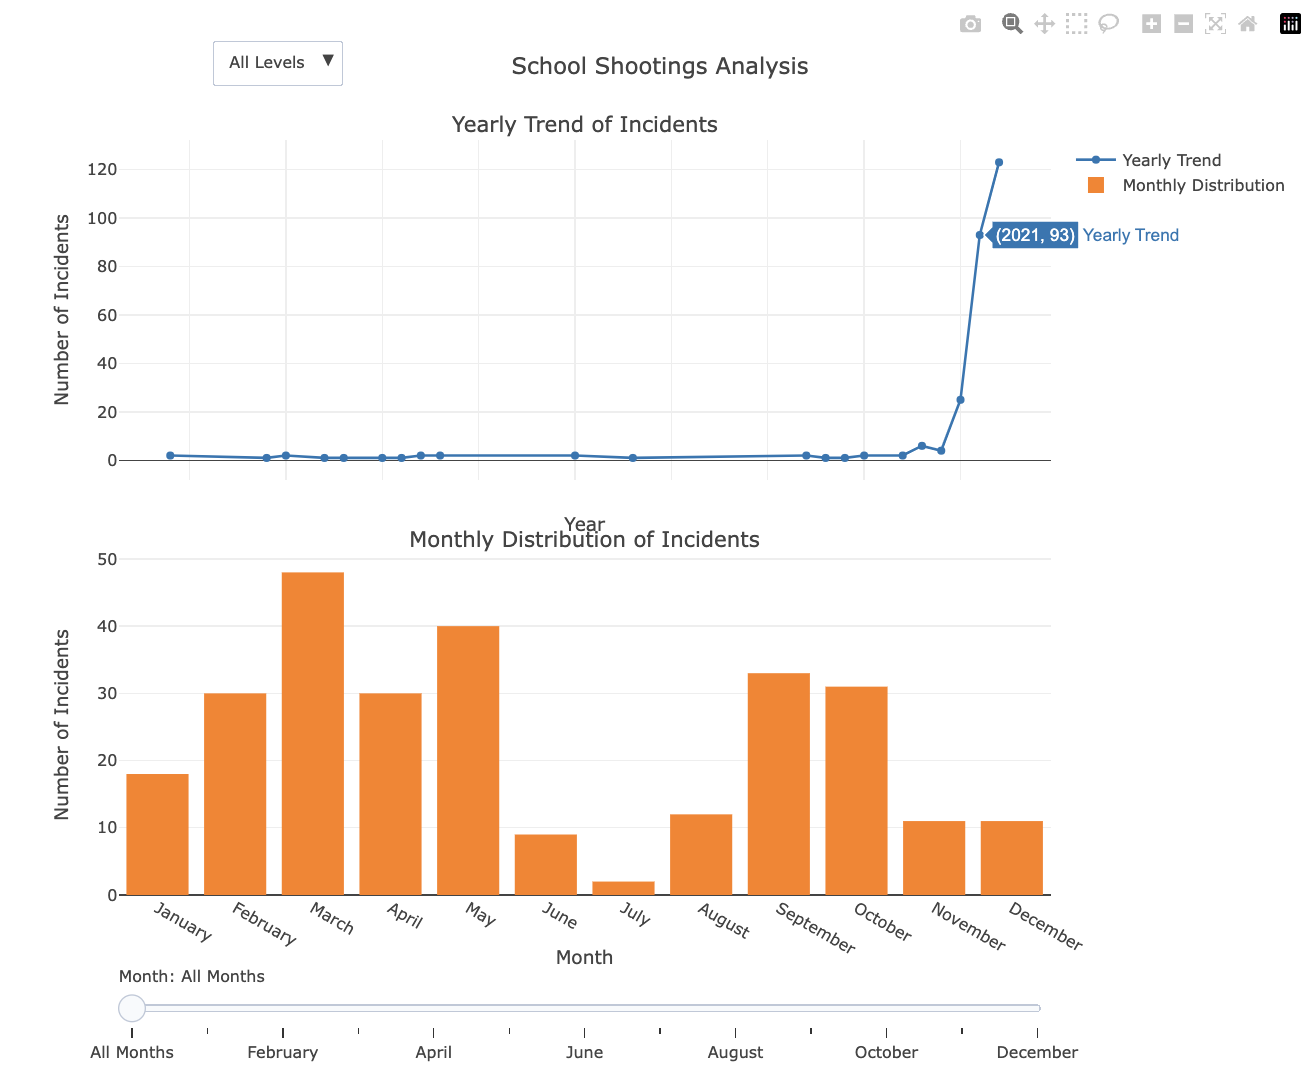 All Levels ▼
School Shootings Analysis
Yearly Trend of Incidents
Yearly Trend
Monthly Distribution
120
100
80
60
40
20
0
Number of Incidents
(2021, 93) Yearly Trend
Year
Monthly Distribution of Incidents
50
40
30
20
10
0
Number of Incidents
January February March April May June July August September October November December
Month
Month: All Months
All Months February April June August October December